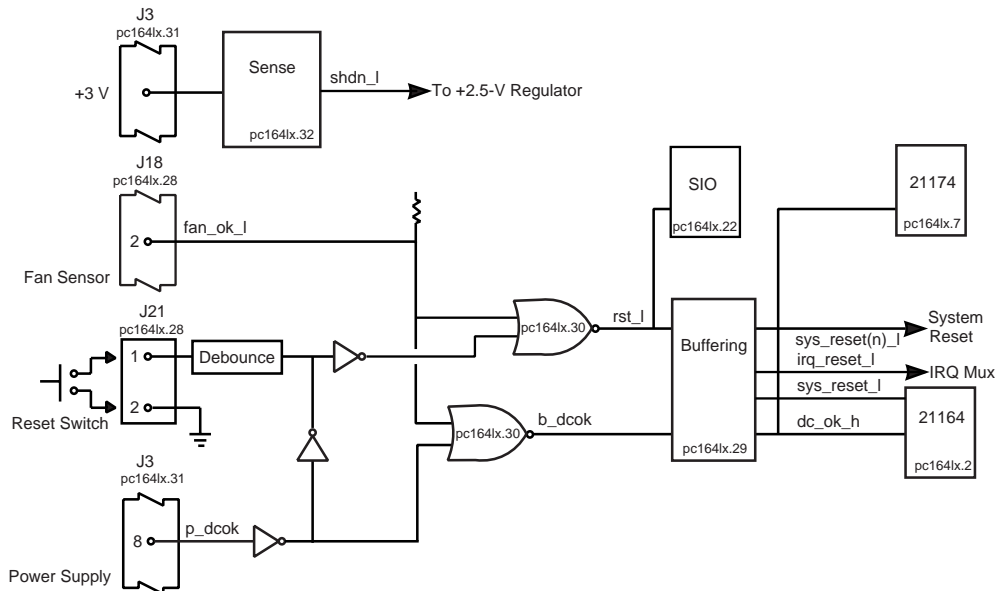 J3
pc164lx.31
+3 V
Sense
pc164lx.32
shdn_l
To +2.5-V Regulator
J18
pc164lx.28
2
fan_ok_l
Fan Sensor
SIO
pc164lx.22
21174
pc164lx.7
J21
pc164lx.28
1
2
Debounce
Reset Switch
pc164lx.30
rst_l
Buffering
pc164lx.29
System
Reset
sys_reset(n)_l
irq_reset_l
IRQ Mux
sys_reset_l
dc_ok_h
21164
pc164lx.2
pc164lx.30
b_dcok
J3
pc164lx.31
8
p_dcok
Power Supply